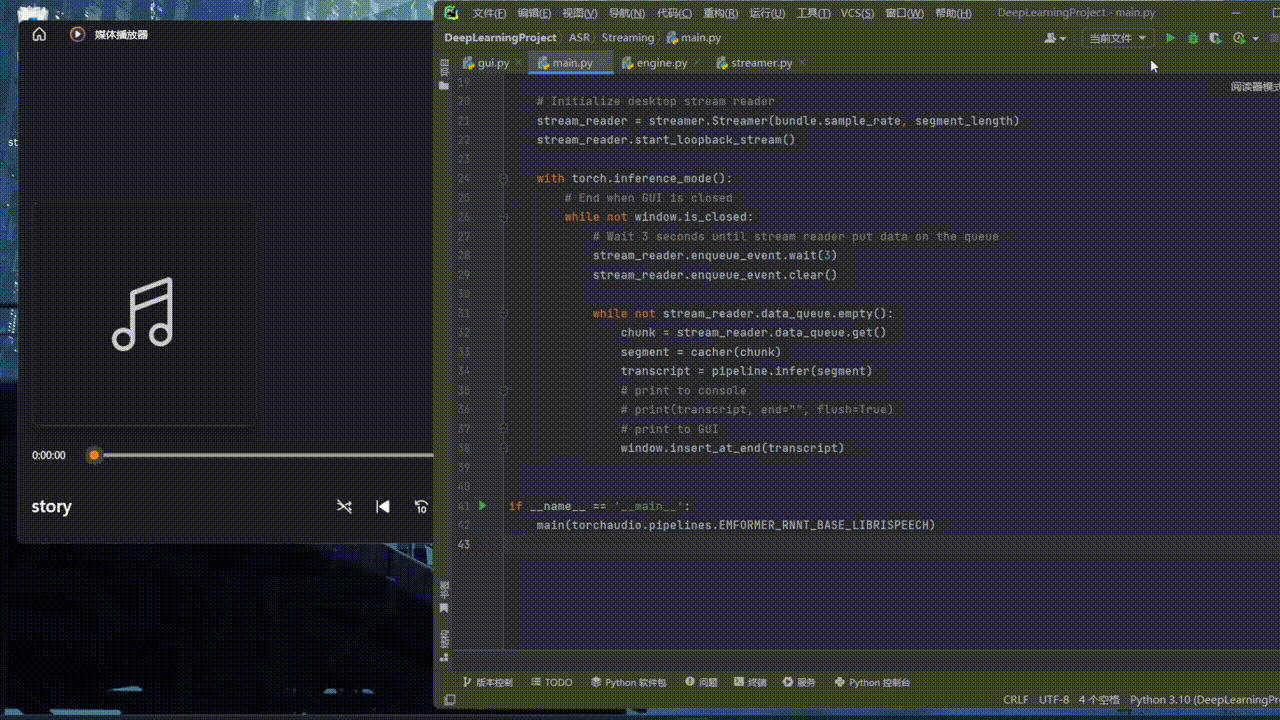 媒体播放器
st
0:00:00
story
10
文件(F) 编辑(E) 视图(V) 导航(N) 代码(C) 重构(R) 运行(U) 工具(T) VCS(S) 窗口(W) 帮助(H) DeepLearningProject - main.py
DeepLearningProject ASR Streaming main.py
当前文件
项目
gui.py main.py engine.py streamer.py
阅读器模式
19
20 # Initialize desktop stream reader
21 stream_reader = streamer.Streamer(bundle.sample_rate, segment_length)
22 stream_reader.start_loopback_stream()
23
24 with torch.inference_mode():
25 # End when GUI is closed
26 while not window.is_closed:
27 # Wait 3 seconds until stream reader put data on the queue
28 stream_reader.enqueue_event.wait(3)
29 stream_reader.enqueue_event.clear()
30
31 while not stream_reader.data_queue.empty():
32 chunk = stream_reader.data_queue.get()
33 segment = cacher(chunk)
34 transcript = pipeline.infer(segment)
35 # print to console
36 # print(transcript, end="", flush=True)
37 # print to GUI
38 window.insert_at_end(transcript)
39
40
41 if __name__ == '__main__':
42 main(torchaudio.pipelines.EMFORMER_RNNT_BASE_LIBRISPEECH)
43
书签
结构
版本控制 TODO Python 软件包 问题 终端 服务 Python 控制台
CRLF UTF-8 4 个空格 Python 3.10 (DeepLearningPr